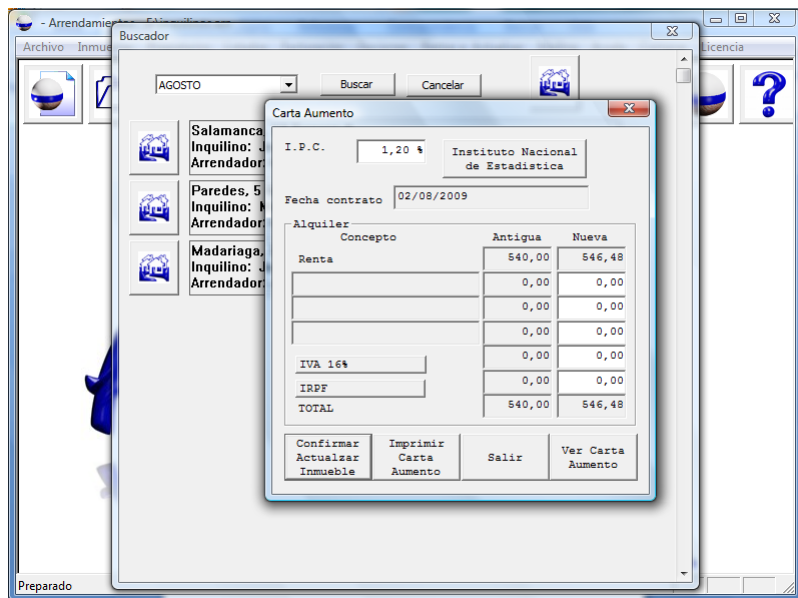 - Arrendamie
Buscador
Archivo Inmue
Licencia
AGOSTO
Buscar
Cancelar
Carta Aumento
Salamanca
Inquilino: J
Arrendador:
Paredes, 5
Inquilino: M
Arrendador:
Madariaga,
Inquilino: J
Arrendador:
I.P.C.
1,20 %
Instituto Nacional
de Estadistica
Fecha contrato
02/08/2009
Alquiler
Concepto Antigua Nueva
Renta 540,00 546,48
0,00 0,00
0,00 0,00
0,00 0,00
IVA 16% 0,00 0,00
IRPF 0,00 0,00
TOTAL 540,00 546,48
Confirmar
Actualzar
Inmueble
Imprimir
Carta
Aumento
Salir
Ver Carta
Aumento
Preparado